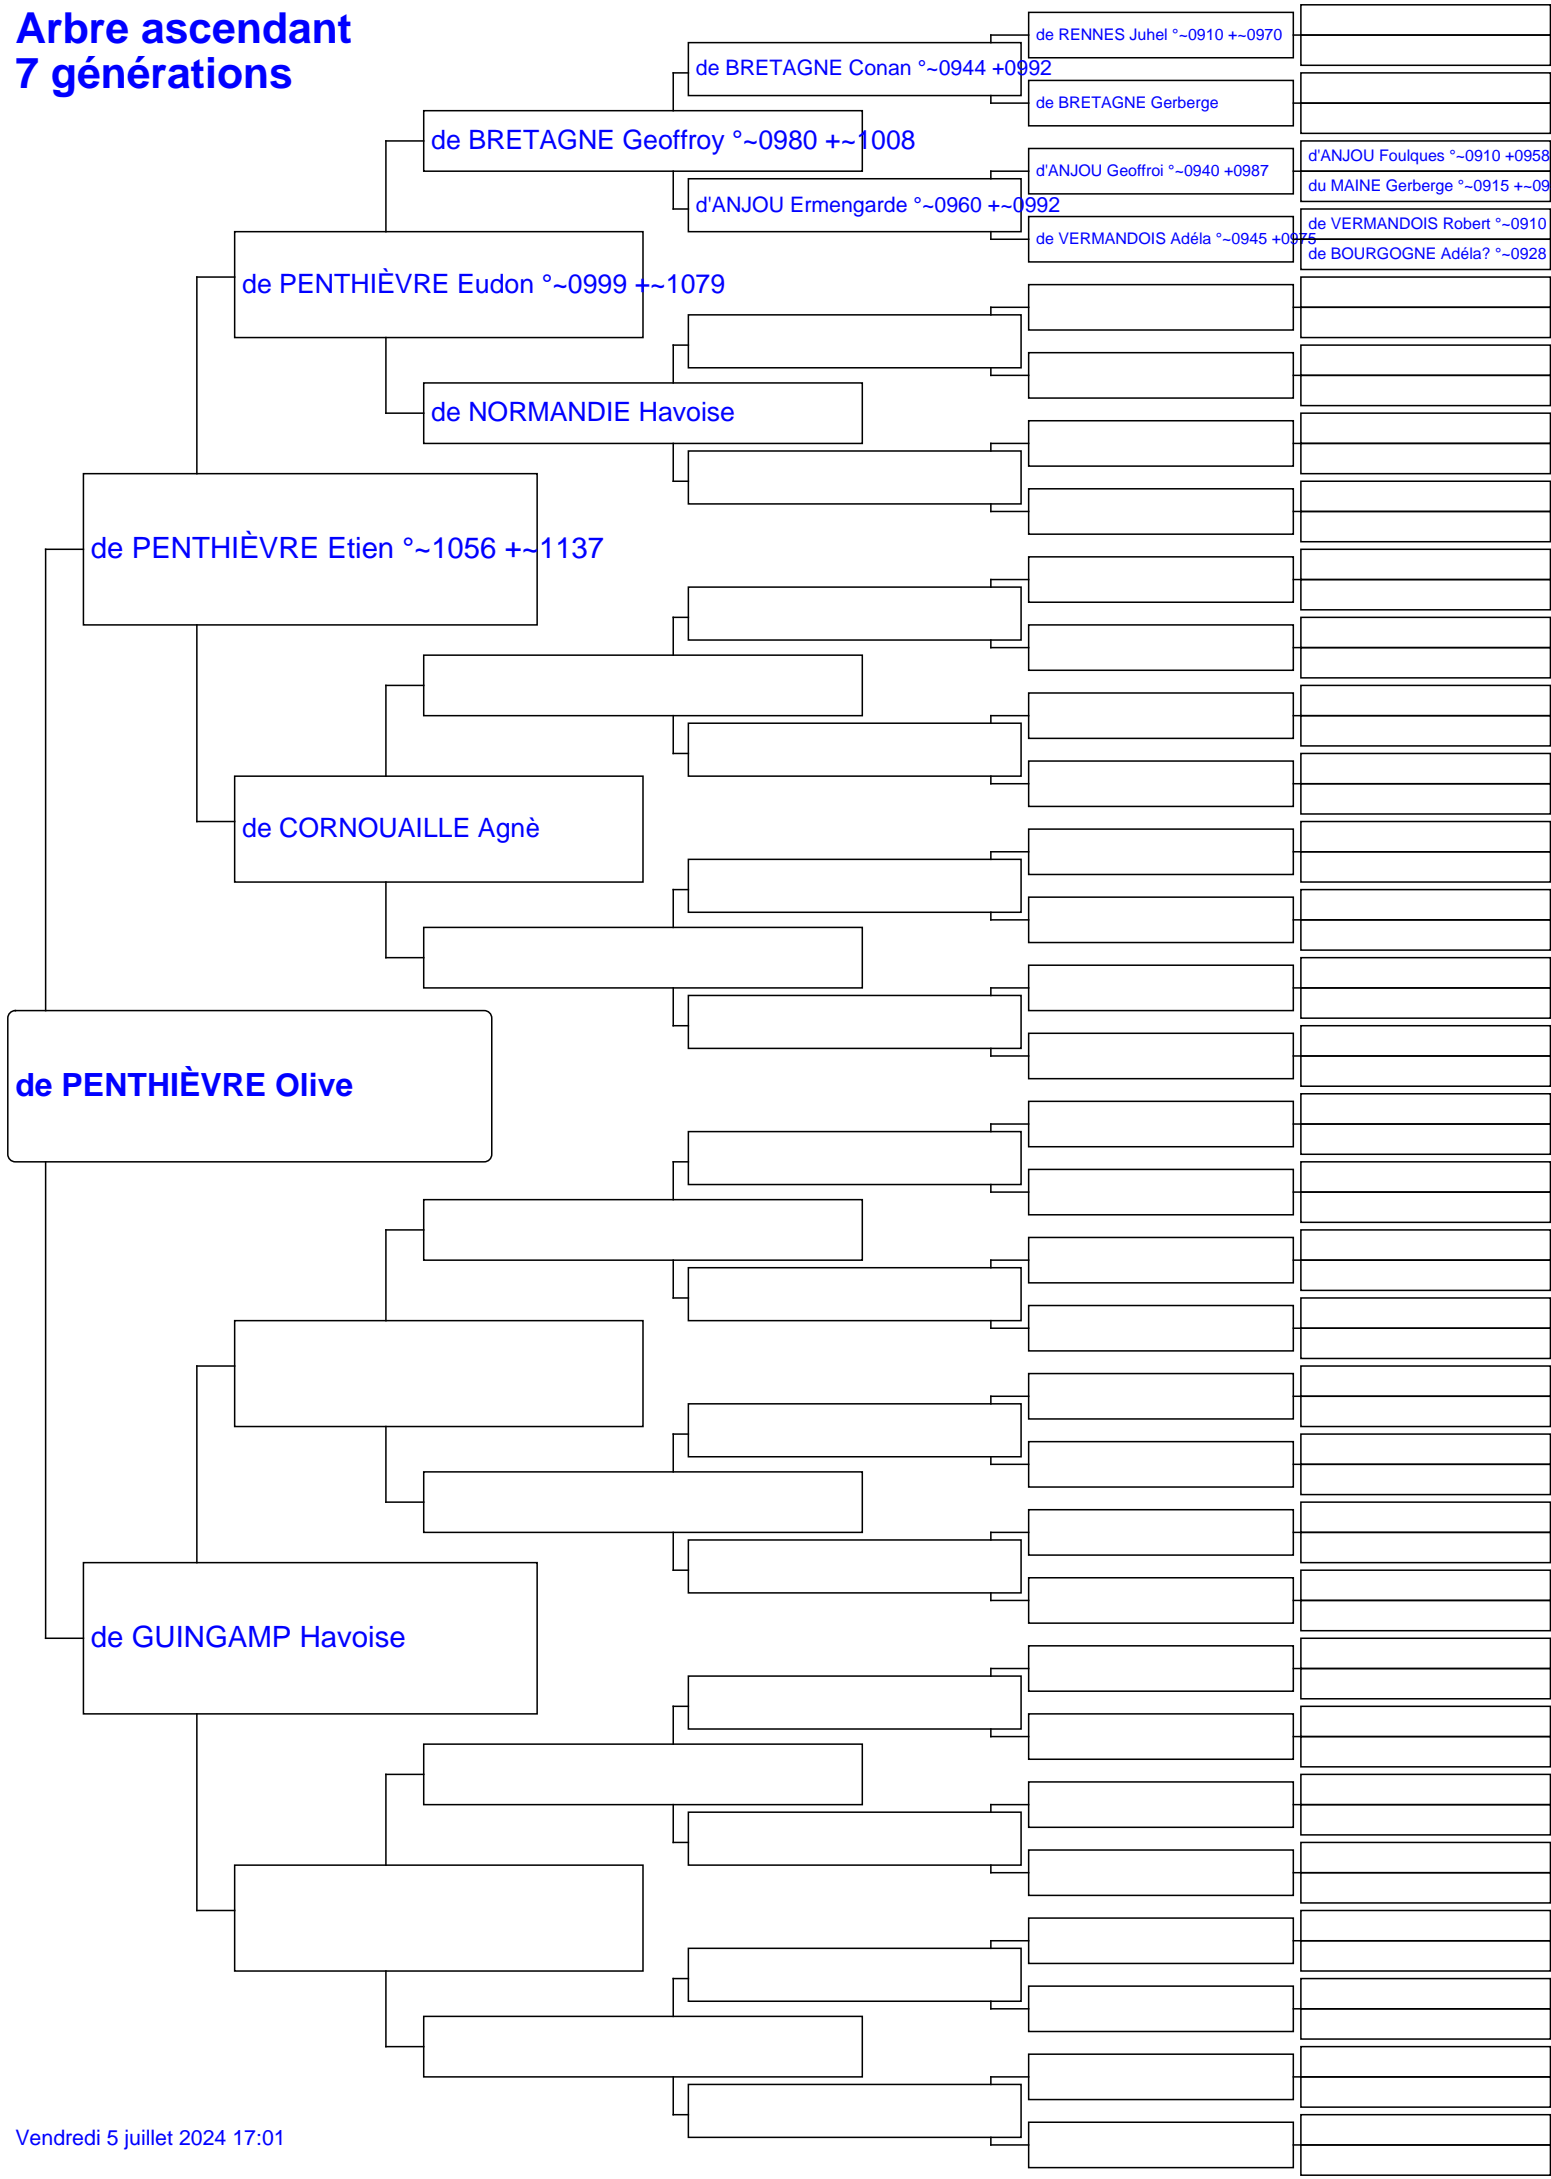 Arbre ascendant
7 générations
de RENNES Juhel °~0910 +~0970
de BRETAGNE Conan °~0944 +0992
de BRETAGNE Gerberge
de BRETAGNE Geoffroy °~0980 +~1008
d'ANJOU Foulques °~0910 +0958
d'ANJOU Geoffroi °~0940 +0987
du MAINE Gerberge °~0915 +~09
d'ANJOU Ermengarde °~0960 +~0992
de VERMANDOIS Robert °~0910
de VERMANDOIS Adéla °~0945 +0975
de BOURGOGNE Adéla? °~0928
de PENTHIÈVRE Eudon °~0999 +~1079
de NORMANDIE Havoise
de PENTHIÈVRE Etien °~1056 +~1137
de CORNOUAILLE Agnè
de PENTHIÈVRE Olive
de GUINGAMP Havoise
Vendredi 5 juillet 2024 17:01